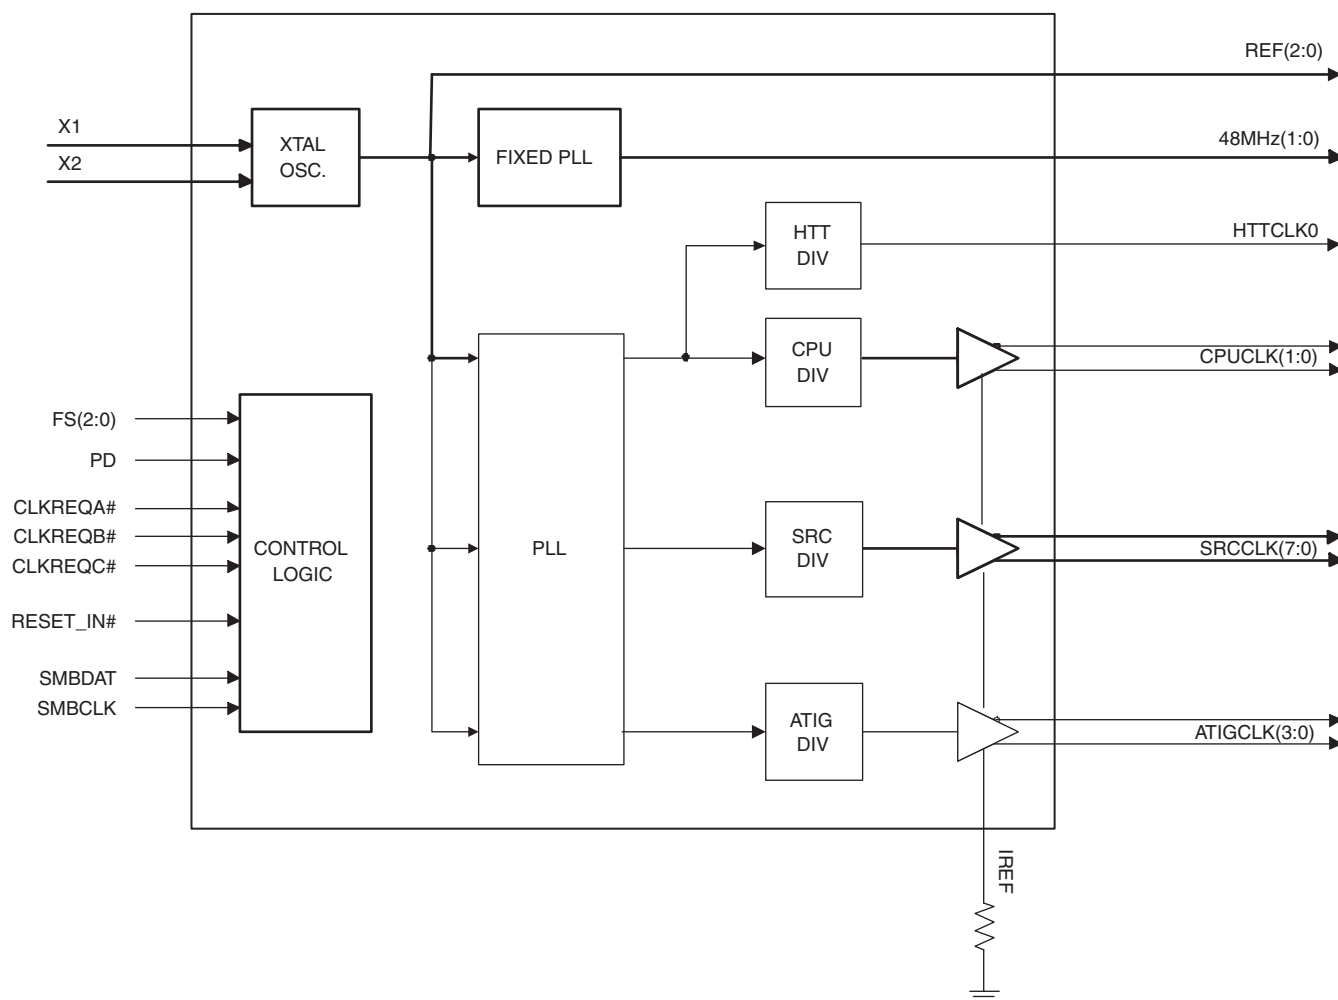 REF(2:0)
X1
X2
XTAL
OSC.
FIXED PLL
48MHz(1:0)
HTT
DIV
HTTCLK0
CPU
DIV
CPUCLK(1:0)
FS(2:0)
PD
CLKREQA#
CLKREQB#
CLKREQC#
RESET_IN#
SMBDAT
SMBCLK
CONTROL
LOGIC
PLL
SRC
DIV
SRCCLK(7:0)
ATIG
DIV
ATIGCLK(3:0)
IREF